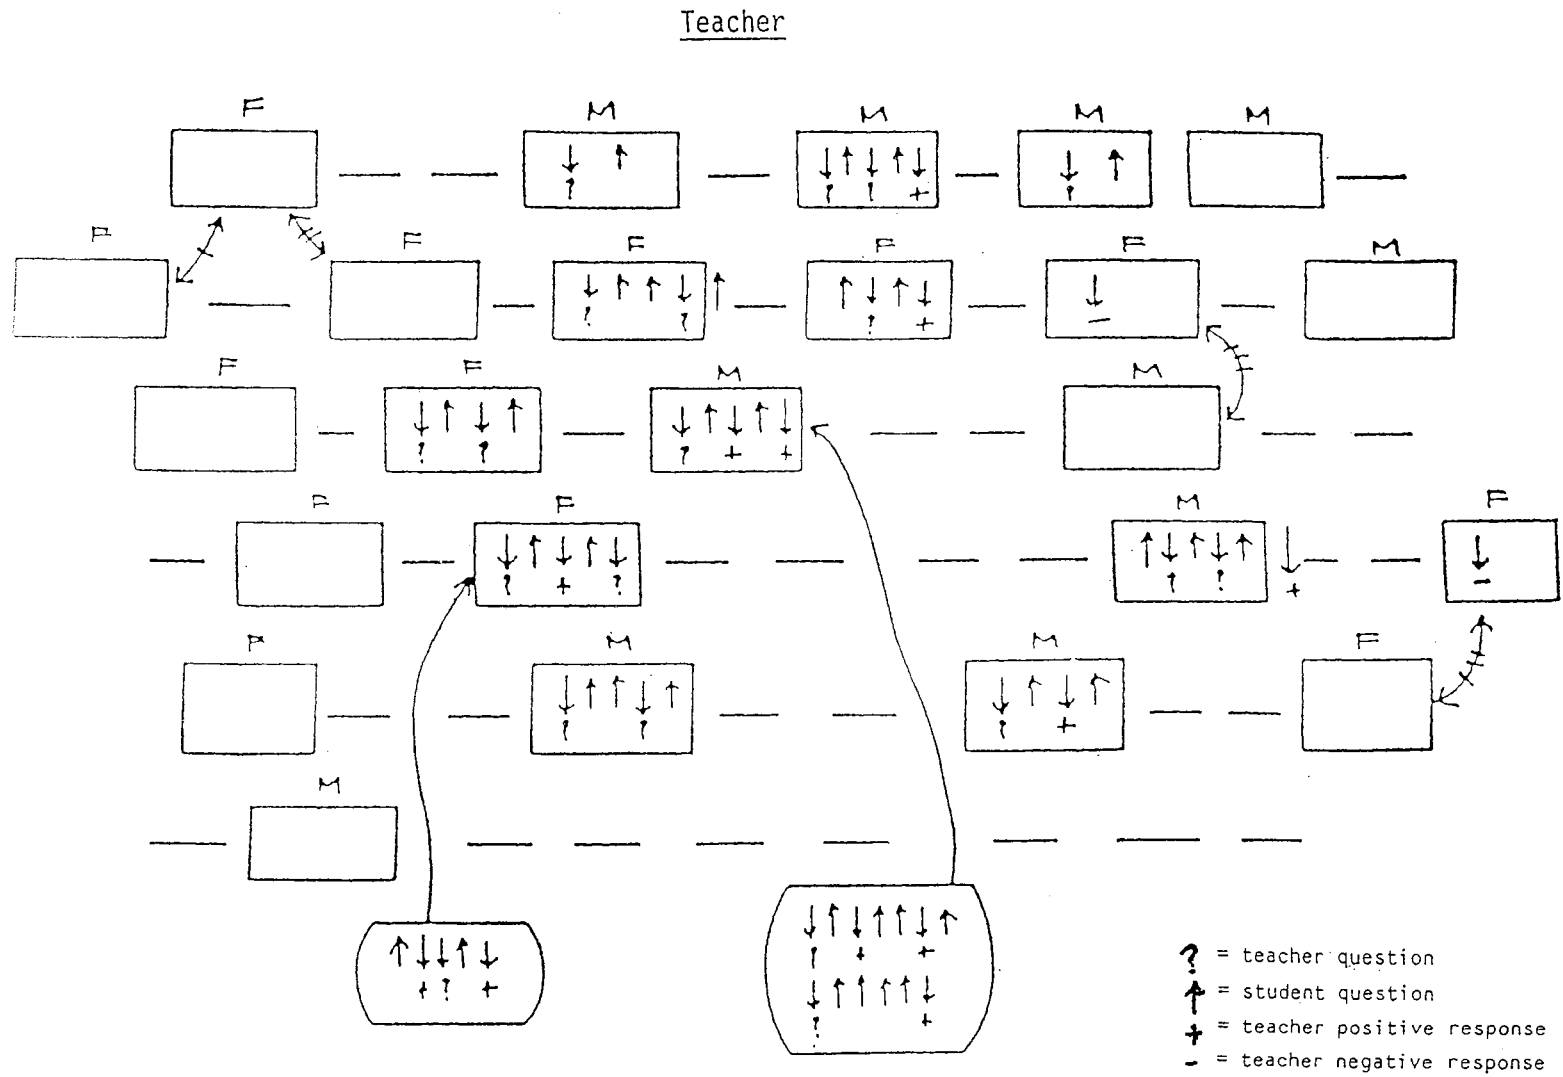 Teacher
F M M M M
F F F F F M
F F M M
F F M F
F M M F
M
? = teacher question
↑ = student question
+ = teacher positive response
- = teacher negative response